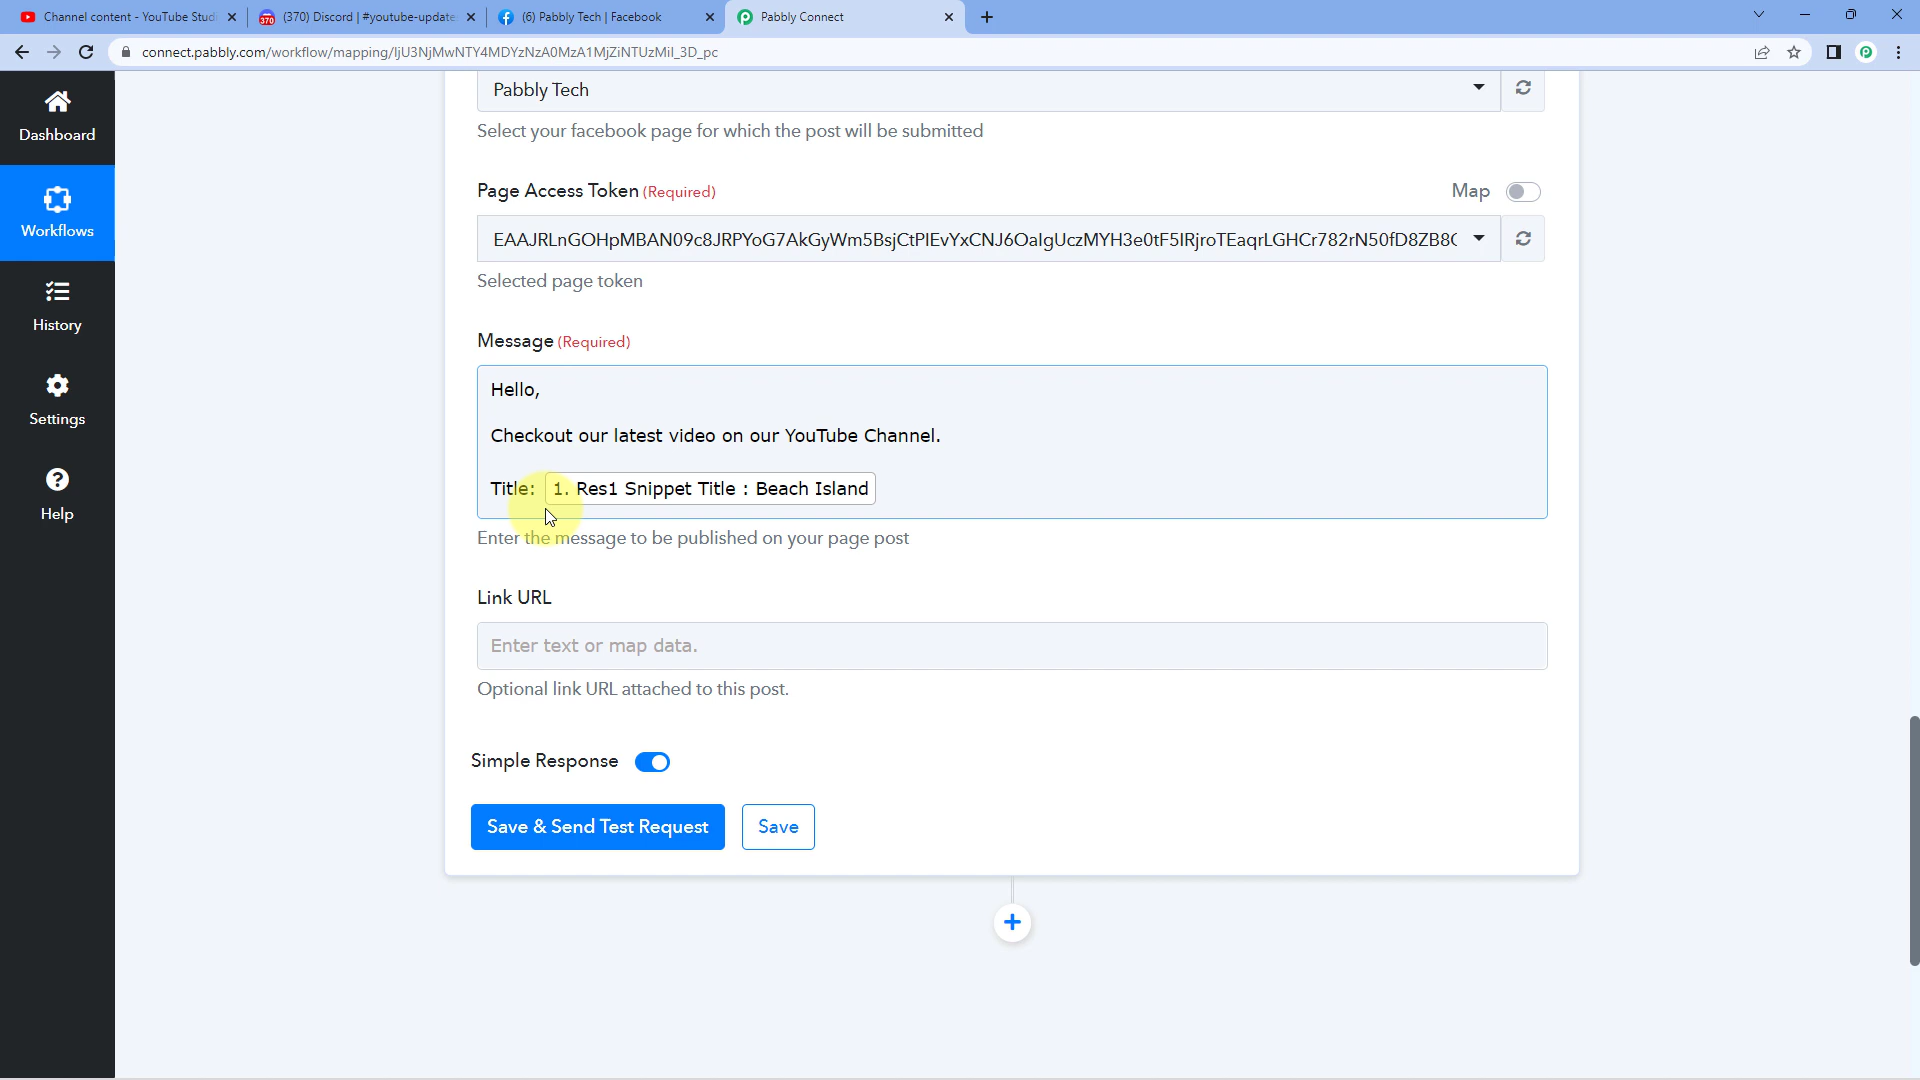 Channel content - YouTube Studi
(370) Discord | #youtube-update
(6) Pabbly Tech | Facebook
Pabbly Connect
connect.pabbly.com/workflow/mapping/IjU3NjMwNTY4MDYzNzA0MzA1MjZiNTUzMiI_3D_pc
Dashboard
Workflows
History
Settings
Help
Pabbly Tech
Select your facebook page for which the post will be submitted
Page Access Token (Required)
Map
EAAJRLnGOHpMBAN09c8JRPYoG7AkGyWm5BsjCtPIEvYxCNJ6OaIgUczMYH3e0tF5IRjroTEaqrLGHCr782rN50fD8ZB8
Selected page token
Message (Required)
Hello,
Checkout our latest video on our YouTube Channel.
Title: 1. Res1 Snippet Title : Beach Island
Enter the message to be published on your page post
Link URL
Enter text or map data.
Optional link URL attached to this post.
Simple Response
Save & Send Test Request
Save